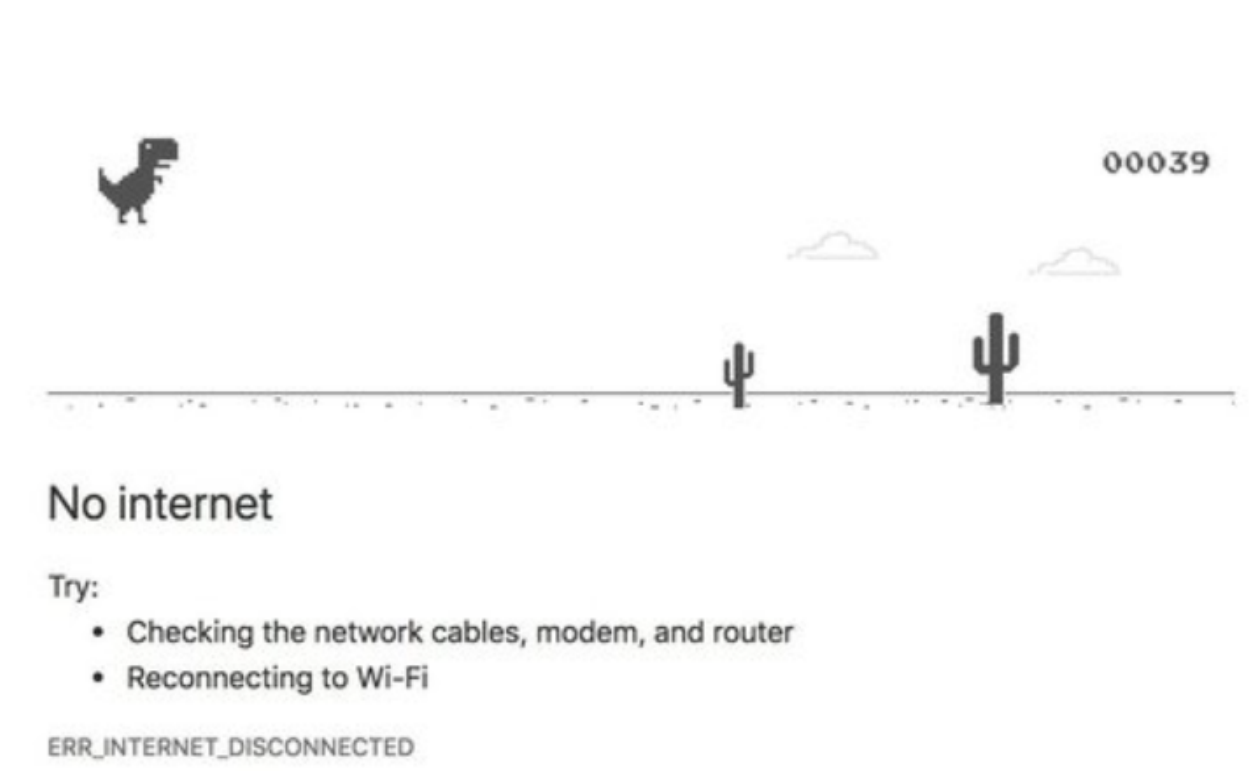 00039
No internet
Try:
• Checking the network cables, modem, and router
• Reconnecting to Wi-Fi
ERR_INTERNET_DISCONNECTED